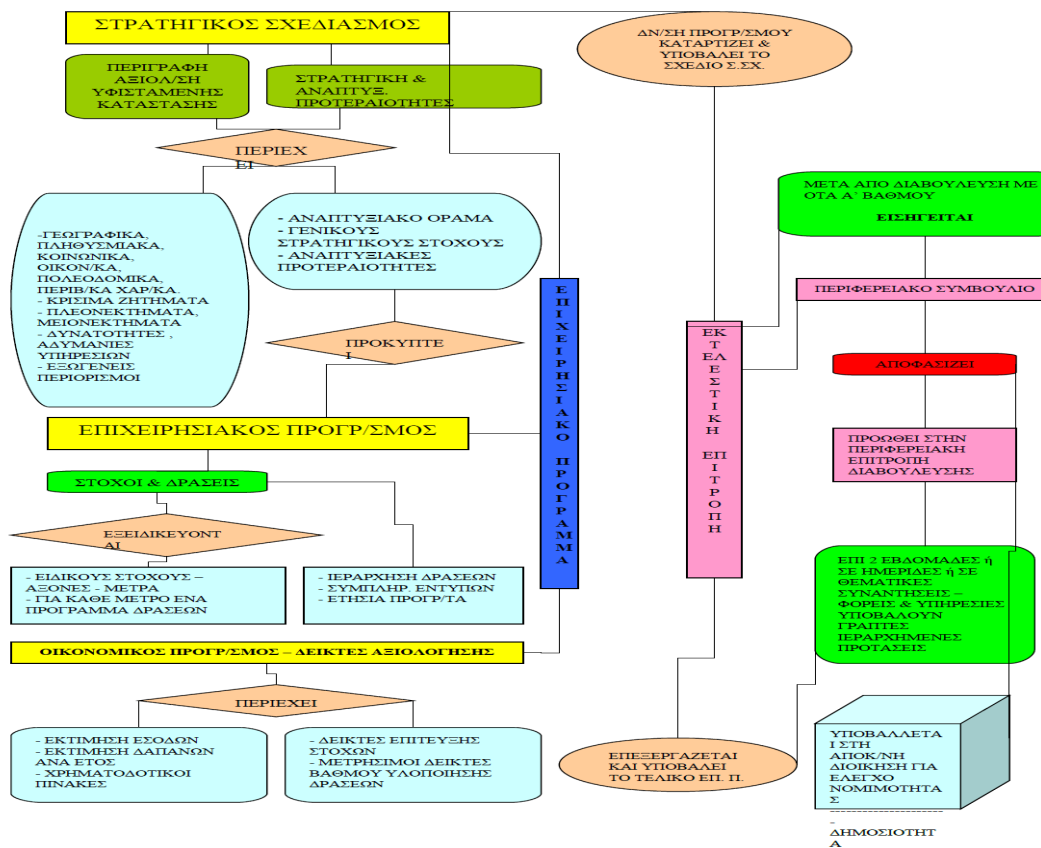 ΣΤΡΑΤΗΓΙΚΟΣ ΣΧΕΔΙΑΣΜΟΣ
ΠΕΡΙΓΡΑΦΗ
ΑΞΙΟΛ/ΣΗ
ΥΦΙΣΤΑΜΕΝΗΣ
ΚΑΤΑΣΤΑΣΗΣ
ΣΤΡΑΤΗΓΙΚΗ &
ΑΝΑΠΤΥΞ.
ΠΡΟΤΕΡΑΙΟΤΗΤΕΣ
ΠΕΡΙΕΧ
ΕΙ
-ΓΕΩΓΡΑΦΙΚΑ,
ΠΛΗΘΥΣΜΙΑΚΑ,
ΚΟΙΝΩΝΙΚΑ,
ΟΙΚΟΝ/ΚΑ,
ΠΟΛΕΟΔΟΜΙΚΑ,
ΠΕΡΙΒ/ΚΑ ΧΑΡ/ΚΑ.
- ΚΡΙΣΙΜΑ ΖΗΤΗΜΑΤΑ
- ΠΛΕΟΝΕΚΤΗΜΑΤΑ,
ΜΕΙΟΝΕΚΤΗΜΑΤΑ
- ΔΥΝΑΤΟΤΗΤΕΣ ,
ΑΔΥΜΑΝΙΕΣ
ΥΠΗΡΕΣΙΩΝ
- ΕΞΩΓΕΝΕΙΣ
ΠΕΡΙΟΡΙΣΜΟΙ
- ΑΝΑΠΤΥΞΙΑΚΟ ΟΡΑΜΑ
- ΓΕΝΙΚΟΥΣ
ΣΤΡΑΤΗΓΙΚΟΥΣ ΣΤΟΧΟΥΣ
- ΑΝΑΠΤΥΞΙΑΚΕΣ
ΠΡΟΤΕΡΑΙΟΤΗΤΕΣ
ΠΡΟΚΥΠΤΕ
Ι
ΕΠΙΧΕΙΡΗΣΙΑΚΟΣ ΠΡΟΓΡ/ΣΜΟΣ
ΣΤΟΧΟΙ & ΔΡΑΣΕΙΣ
ΕΞΕΙΔΙΚΕΥΟΝΤ
ΑΙ
- ΕΙΔΙΚΟΥΣ ΣΤΟΧΟΥΣ –
ΑΞΟΝΕΣ - ΜΕΤΡΑ
- ΓΙΑ ΚΑΘΕ ΜΕΤΡΟ ΕΝΑ
ΠΡΟΓΡΑΜΜΑ ΔΡΑΣΕΩΝ
- ΙΕΡΑΡΧΗΣΗ ΔΡΑΣΕΩΝ
- ΣΥΜΠΛΗΡ. ΕΝΤΥΠΩΝ
- ΕΤΗΣΙΑ ΠΡΟΓΡ/ΤΑ
ΟΙΚΟΝΟΜΙΚΟΣ ΠΡΟΓΡ/ΣΜΟΣ – ΔΕΙΚΤΕΣ ΑΞΙΟΛΟΓΗΣΗΣ
ΠΕΡΙΕΧΕΙ
- ΕΚΤΙΜΗΣΗ ΕΣΟΔΩΝ
- ΕΚΤΙΜΗΣΗ ΔΑΠΑΝΩΝ
ΑΝΑ ΕΤΟΣ
- ΧΡΗΜΑΤΟΔΟΤΙΚΟΙ
ΠΙΝΑΚΕΣ
- ΔΕΙΚΤΕΣ ΕΠΙΤΕΥΞΗΣ
ΣΤΟΧΩΝ
- ΜΕΤΡΗΣΙΜΟΙ ΔΕΙΚΤΕΣ
ΒΑΘΜΟΥ ΥΛΟΠΟΙΗΣΗΣ
ΔΡΑΣΕΩΝ
ΕΠΙΧΕΙΡΗΣΙΑΚΟ ΠΡΟΓΡΑΜΜΑ
ΔΝ/ΣΗ ΠΡΟΓΡ/ΣΜΟΥ
ΚΑΤΑΡΤΙΖΕΙ &
ΥΠΟΒΑΛΕΙ ΤΟ
ΣΧΕΔΙΟ Σ.ΣΧ.
ΕΚΤΕΛΕΣΤΙΚΗ ΕΠΙΤΡΟΠΗ
ΜΕΤΑ ΑΠΟ ΔΙΑΒΟΥΛΕΥΣΗ ΜΕ
ΟΤΑ Α΄ ΒΑΘΜΟΥ
ΕΙΣΗΓΕΙΤΑΙ
ΠΕΡΙΦΕΡΕΙΑΚΟ ΣΥΜΒΟΥΛΙΟ
ΑΠΟΦΑΣΙΖΕΙ
ΠΡΟΩΘΕΙ ΣΤΗΝ
ΠΕΡΙΦΕΡΕΙΑΚΗ
ΕΠΙΤΡΟΠΗ
ΔΙΑΒΟΥΛΕΥΣΗΣ
ΕΠΙ 2 ΕΒΔΟΜΑΔΕΣ ή
ΣΕ ΗΜΕΡΙΔΕΣ ή ΣΕ
ΘΕΜΑΤΙΚΕΣ
ΣΥΝΑΝΤΗΣΕΙΣ –
ΦΟΡΕΙΣ & ΥΠΗΡΕΣΙΕΣ
ΥΠΟΒΑΛΟΥΝ
ΓΡΑΠΤΕΣ
ΙΕΡΑΡΧΗΜΕΝΕΣ
ΠΡΟΤΑΣΕΙΣ
ΕΠΕΞΕΡΓΑΖΕΤΑΙ
ΚΑΙ ΥΠΟΒΑΛΕΙ
ΤΟ ΤΕΛΙΚΟ ΕΠ. Π.
ΥΠΟΒΑΛΛΕΤΑ
Ι ΣΤΗ
ΑΠΟΚ/ΝΗ
ΔΙΟΙΚΗΣΗ ΓΙΑ
ΕΛΕΓΧΟ
ΝΟΜΙΜΟΤΗΤΑ
Σ
----------------------
-
ΔΗΜΟΣΙΟΤΗΤ
Α